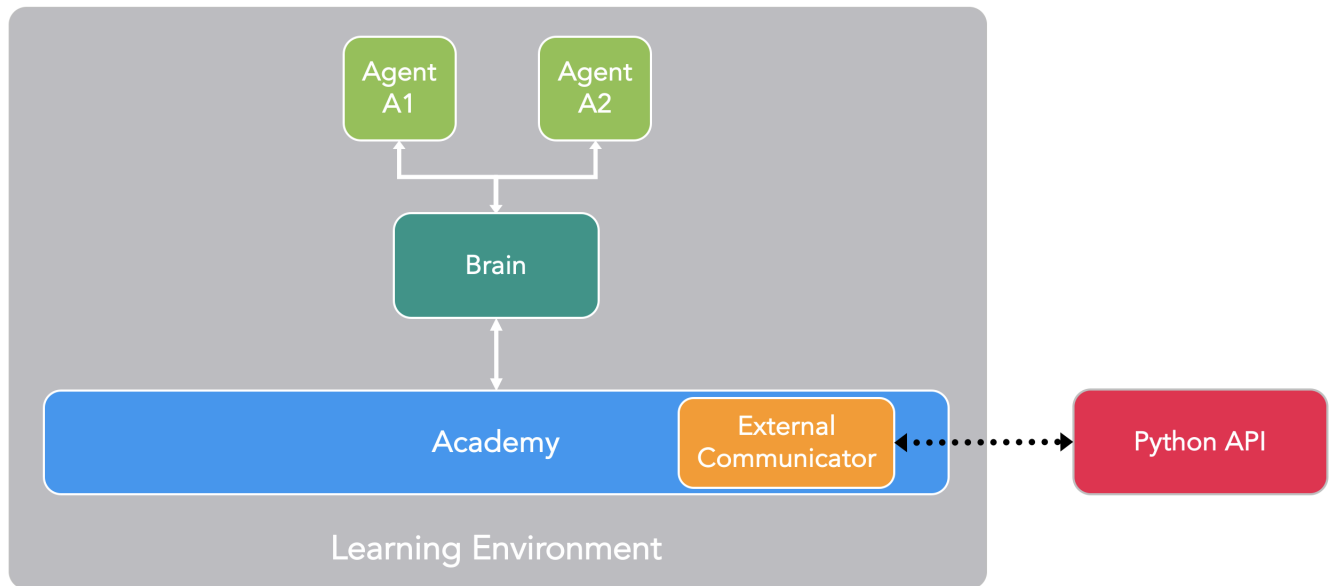 Agent
A1
Agent
A2
Brain
Academy
External
Communicator
Python API
Learning Environment